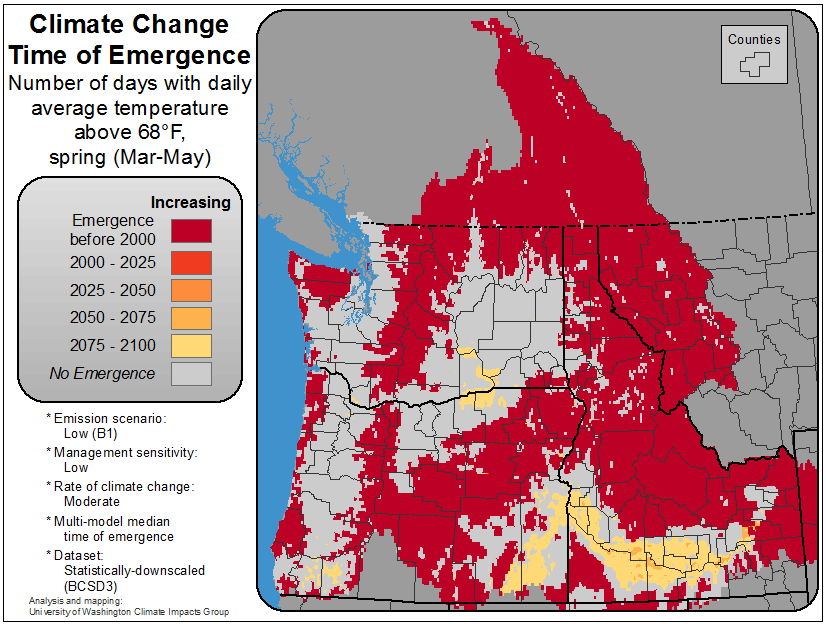 Climate Change
Time of Emergence
Number of days with daily
average temperature
above 68°F,
spring (Mar-May)
Increasing
Emergence
before 2000
2000 - 2025
2025 - 2050
2050 - 2075
2075 - 2100
No Emergence
* Emission scenario:
Low (B1)
* Management sensitivity:
Low
* Rate of climate change:
Moderate
* Multi-model median
time of emergence
* Dataset:
Statistically-downscaled
(BCSD3)
Analysis and mapping:
University of Washington Climate Impacts Group
Counties